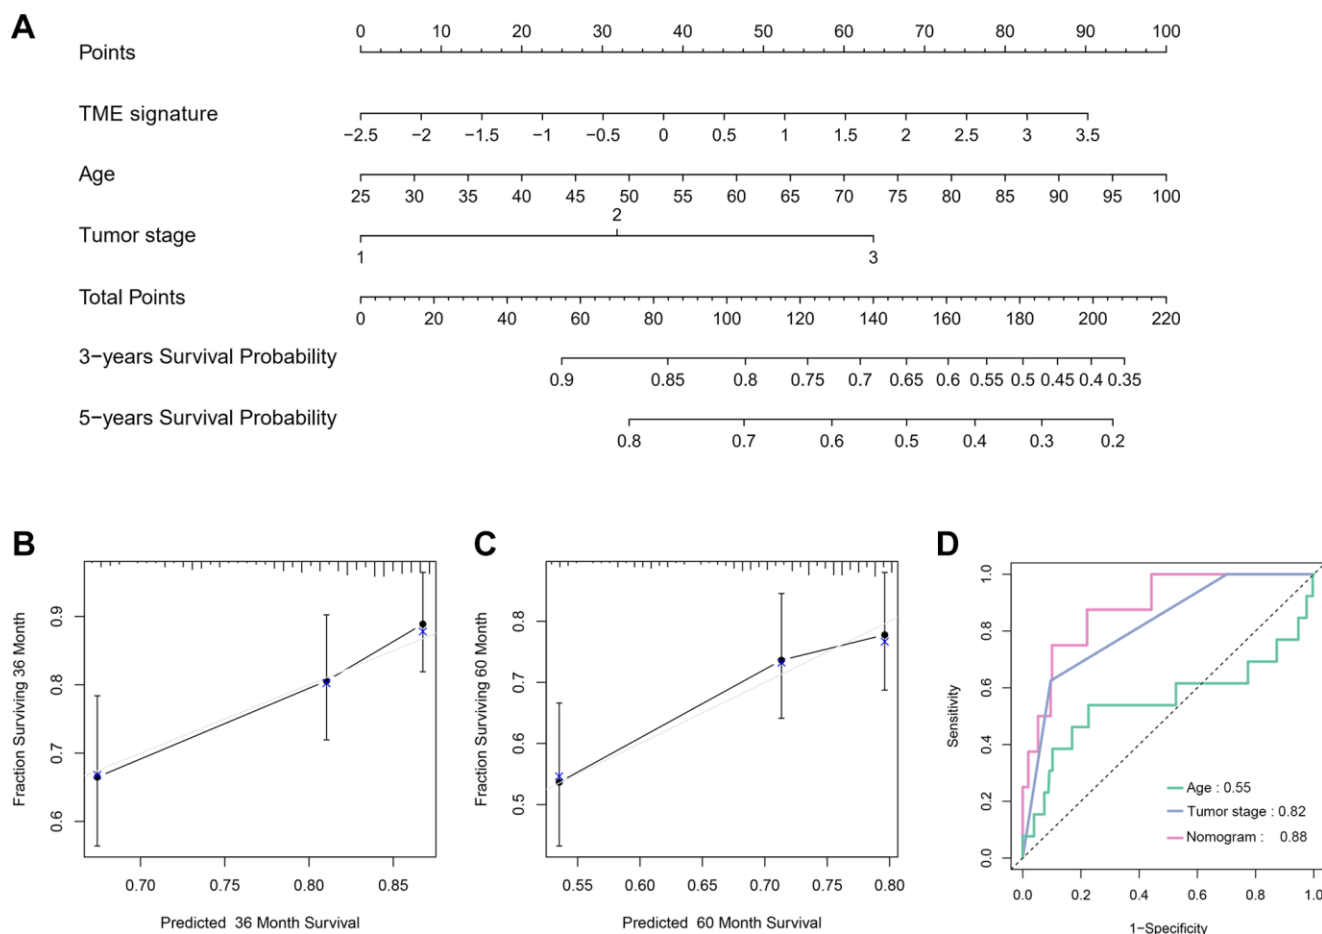 A
Points
0 10 20 30 40 50 60 70 80 90 100
TME signature
−2.5 −2 −1.5 −1 −0.5 0 0.5 1 1.5 2 2.5 3 3.5
Age
25 30 35 40 45 50 55 60 65 70 75 80 85 90 95 100
2
Tumor stage
1 3
Total Points
0 20 40 60 80 100 120 140 160 180 200 220
3−years Survival Probability
0.9 0.85 0.8 0.75 0.7 0.65 0.6 0.55 0.5 0.45 0.4 0.35
5−years Survival Probability
0.8 0.7 0.6 0.5 0.4 0.3 0.2
B
Fraction Surviving 36 Month
0.9
0.8
0.7
0.6
0.70 0.75 0.80 0.85
Predicted 36 Month Survival
C
Fraction Surviving 60 Month
0.8
0.7
0.6
0.5
0.55 0.60 0.65 0.70 0.75 0.80
Predicted 60 Month Survival
D
Sensitivity
1.0
0.8
0.6
0.4
0.2
0.0
Age : 0.55
Tumor stage : 0.82
Nomogram : 0.88
0.0 0.2 0.4 0.6 0.8 1.0
1-Specificity